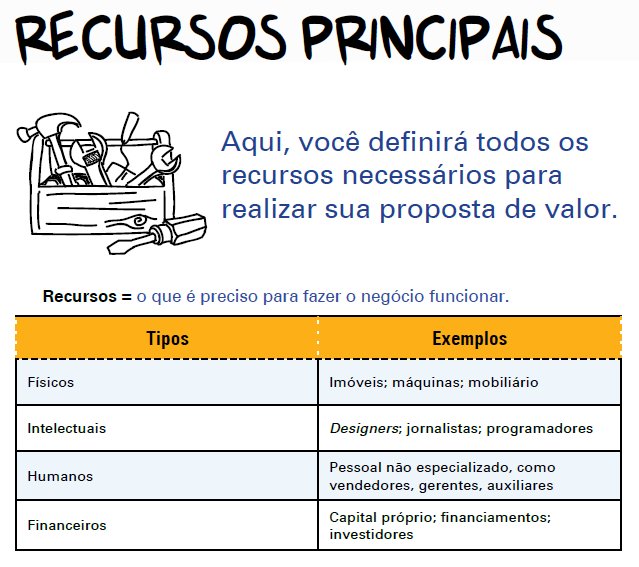 RECURSOS PRINCIPAIS
Aqui, você definirá todos os
recursos necessários para
realizar sua proposta de valor.
Recursos = o que é preciso para fazer o negócio funcionar.
Tipos
Exemplos
Físicos
Imóveis; máquinas; mobiliário
Intelectuais
Designers; jornalistas; programadores
Humanos
Pessoal não especializado, como
vendedores, gerentes, auxiliares
Financeiros
Capital próprio; financiamentos;
investidores